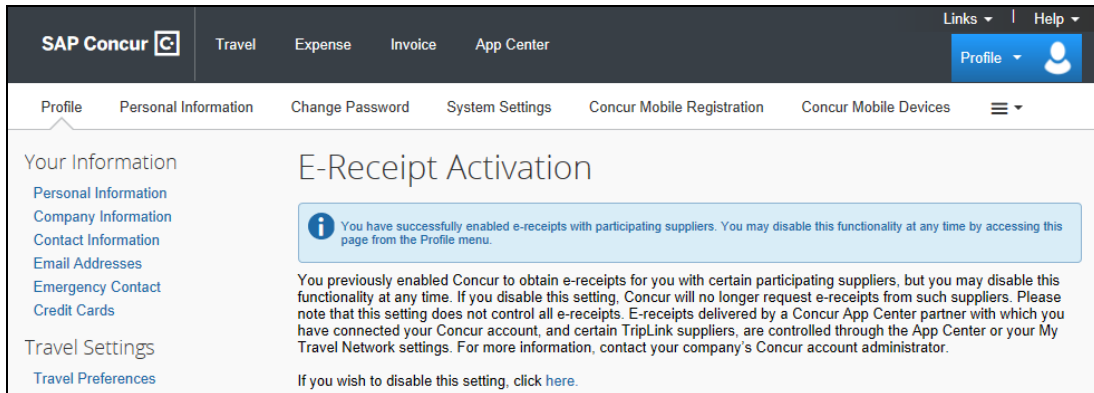 Links Help
SAP Concur C Travel Expense Invoice App Center
Profile
Profile Personal Information Change Password System Settings Concur Mobile Registration Concur Mobile Devices
Your Information
Personal Information
Company Information
Contact Information
Email Addresses
Emergency Contact
Credit Cards
Travel Settings
Travel Preferences
E-Receipt Activation
You have successfully enabled e-receipts with participating suppliers. You may disable this functionality at any time by accessing this
page from the Profile menu.
You previously enabled Concur to obtain e-receipts for you with certain participating suppliers, but you may disable this
functionality at any time. If you disable this setting, Concur will no longer request e-receipts from such suppliers. Please
note that this setting does not control all e-receipts. E-receipts delivered by a Concur App Center partner with which you
have connected your Concur account, and certain TripLink suppliers, are controlled through the App Center or your My
Travel Network settings. For more information, contact your company's Concur account administrator.
If you wish to disable this setting, click here.